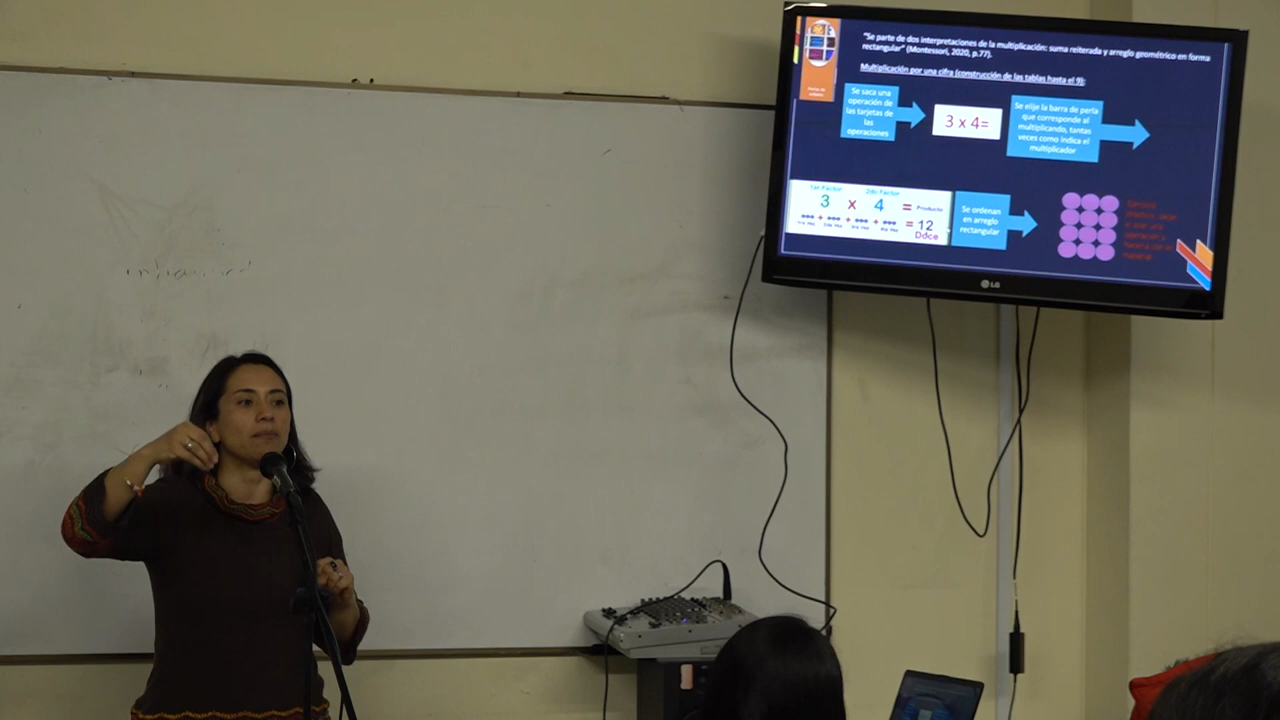 "Se parte de dos interpretaciones de la multiplicación: suma reiterada y arreglo geométrico en forma
rectangular" (Montessori, 2020, p.77).
Multiplicación por una cifra (construcción de las tablas hasta el 9):
Se saca una
operación de
las tarjetas de
las
operaciones
3 x 4=
Se elije la barra de perla
que corresponde al
multiplicando, tantas
veces como indica el
multiplicador
1er Factor
2do Factor
3 x 4 = Producto
+ + + = 12
Doce
Se ordenan
en arreglo
rectangular
LG